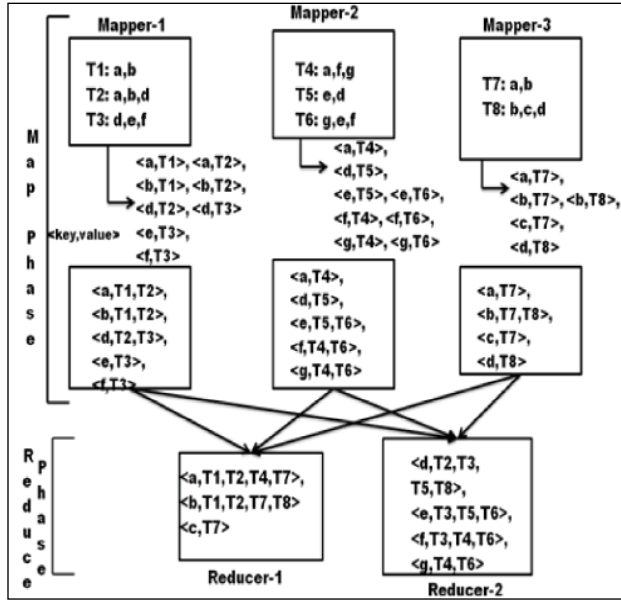 Mapper-1
Mapper-2
Mapper-3
T1: a,b
T2: a,b,d
T3: d,e,f
T4: a,f,g
T5: e,d
T6: g,e,f
T7: a,b
T8: b,c,d
Map Phase
<key,value>
<a,T1>, <a,T2>,
<b,T1>, <b,T2>,
<d,T2>, <d,T3>
<e,T3>,
<f,T3>
<a,T4>,
<d,T5>,
<e,T5>, <e,T6>,
<f,T4>, <f,T6>,
<g,T4>, <g,T6>
<a,T7>,
<b,T7>, <b,T8>,
<c,T7>,
<d,T8>
<a,T1,T2>,
<b,T1,T2>,
<d,T2,T3>,
<e,T3>,
<f,T3>
<a,T4>,
<d,T5>,
<e,T5,T6>,
<f,T4,T6>,
<g,T4,T6>
<a,T7>,
<b,T7,T8>,
<c,T7>,
<d,T8>
Reduce Phase
<a,T1,T2,T4,T7>,
<b,T1,T2,T7,T8>
<c,T7>
<d,T2,T3,
T5,T8>,
<e,T3,T5,T6>,
<f,T3,T4,T6>,
<g,T4,T6>
Reducer-1
Reducer-2